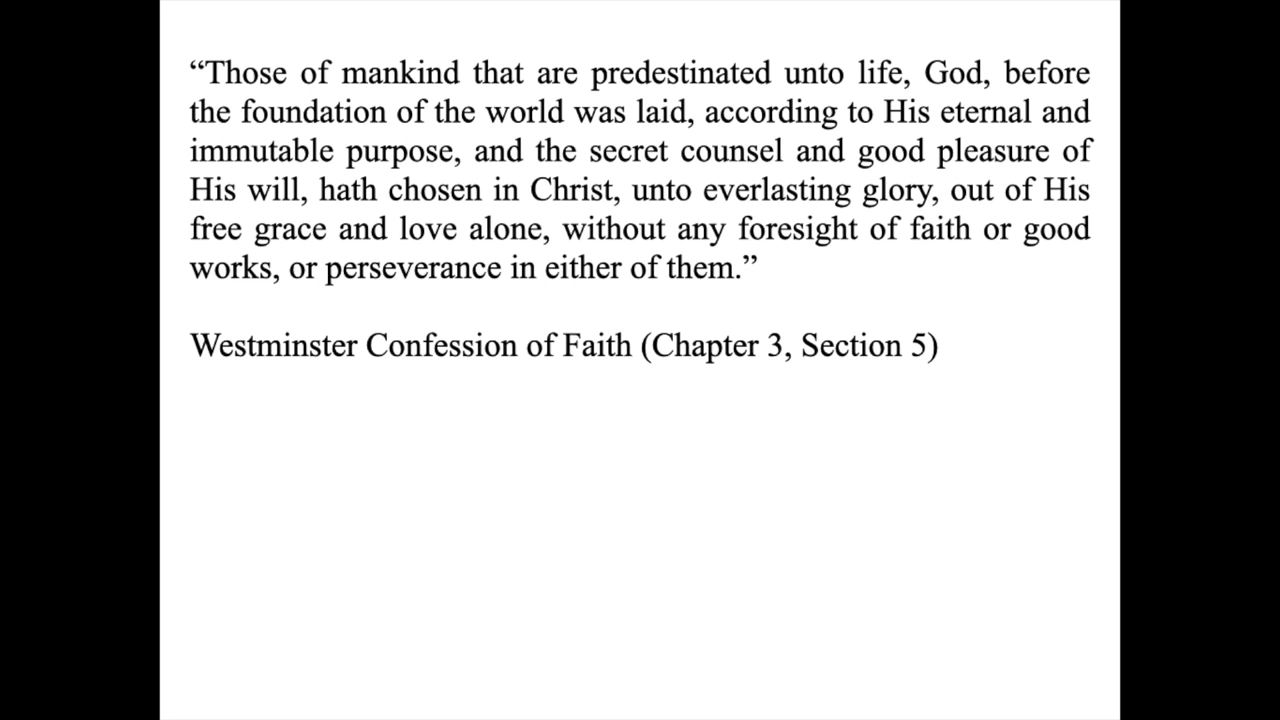 “Those of mankind that are predestinated unto life, God, before
the foundation of the world was laid, according to His eternal and
immutable purpose, and the secret counsel and good pleasure of
His will, hath chosen in Christ, unto everlasting glory, out of His
free grace and love alone, without any foresight of faith or good
works, or perseverance in either of them.”
Westminster Confession of Faith (Chapter 3, Section 5)